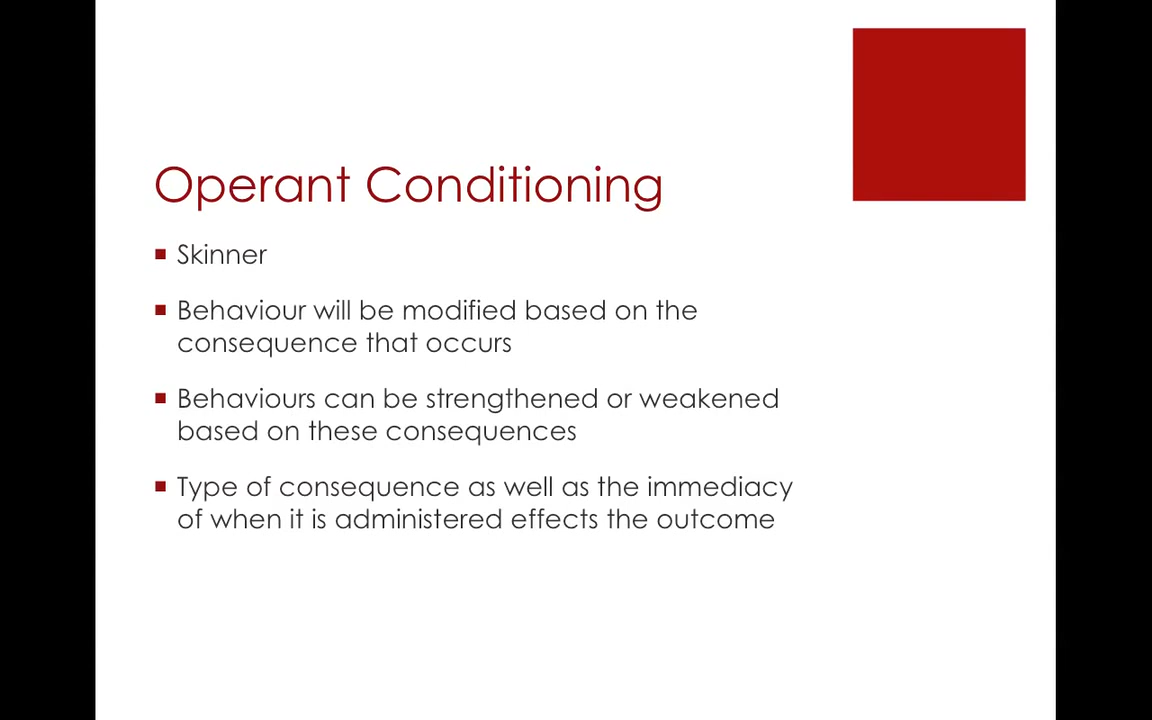 Operant Conditioning
Skinner
Behaviour will be modified based on the
consequence that occurs
Behaviours can be strengthened or weakened
based on these consequences
Type of consequence as well as the immediacy
of when it is administered effects the outcome